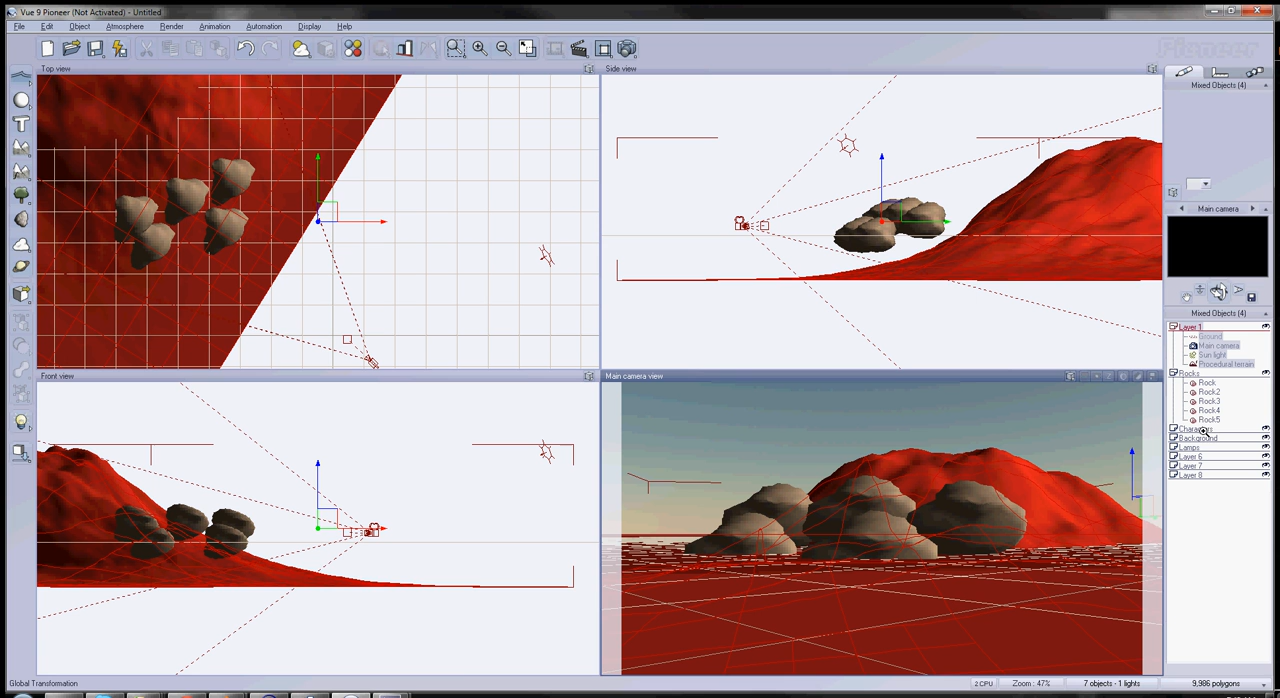 Vue 9 Pioneer (Not Activated) - Untitled
File Edit Object Atmosphere Render Animation Automation Display Help
Pioneer
Top view
Side view
Mixed Objects (4)
Main camera
Mixed Objects (4)
Layer 1
Ground
Main camera
Sun light
Procedural terrain
Rocks
Rock
Rock2
Rock3
Rock4
Rock5
Characters
Background
Lamps
Layer 6
Layer 7
Layer 8
Front view
Main camera view
Global Transformation
2 CPU
Zoom : 47%
7 objects - 1 lights
9,986 polygons